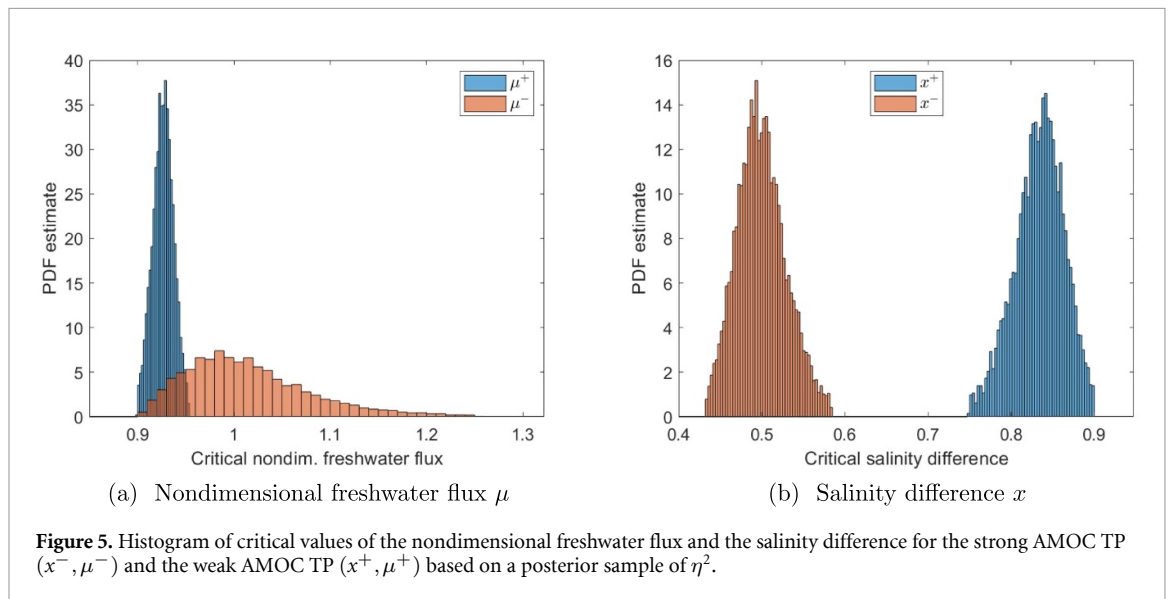 40
35
30
25
20
15
10
5
0
PDF estimate
μ⁺
μ⁻
0.9 1 1.1 1.2 1.3
Critical nondim. freshwater flux
(a) Nondimensional freshwater flux μ
16
14
12
10
8
6
4
2
0
PDF estimate
x⁺
x⁻
0.4 0.5 0.6 0.7 0.8 0.9
Critical salinity difference
(b) Salinity difference x
Figure 5. Histogram of critical values of the nondimensional freshwater flux and the salinity difference for the strong AMOC TP
(x⁻, μ⁻) and the weak AMOC TP (x⁺, μ⁺) based on a posterior sample of η².